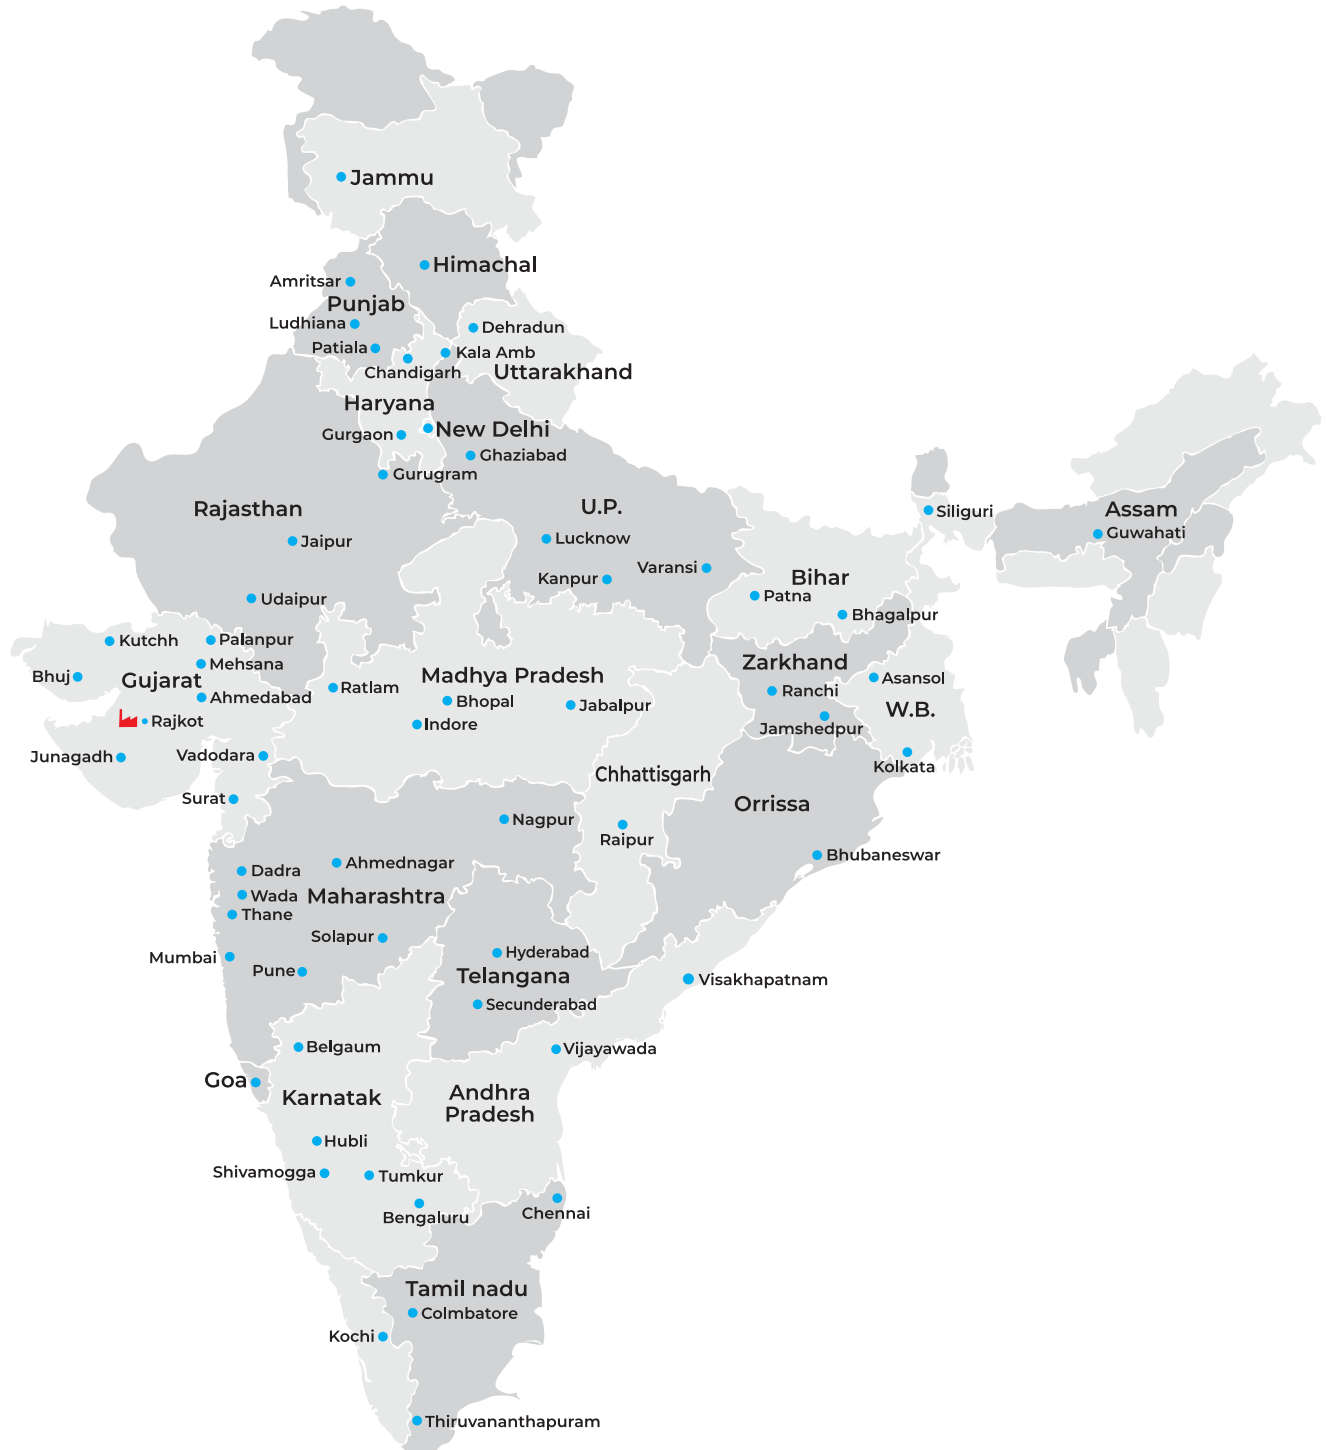 Jammu
Himachal
Amritsar
Punjab
Ludhiana
Dehradun
Patiala
Kala Amb
Chandigarh
Uttarakhand
Haryana
New Delhi
Gurgaon
Ghaziabad
Gurugram
Rajasthan
U.P.
Siliguri
Assam
Guwahati
Jaipur
Lucknow
Varansi
Kanpur
Bihar
Patna
Udaipur
Bhagalpur
Kutchh
Palanpur
Mehsana
Zarkhand
Bhuj
Gujarat
Madhya Pradesh
Asansol
Ratlam
Ranchi
Ahmedabad
Bhopal
Jabalpur
W.B.
Rajkot
Indore
Jamshedpur
Junagadh
Vadodara
Kolkata
Chhattisgarh
Surat
Orrissa
Nagpur
Raipur
Bhubaneswar
Ahmednagar
Dadra
Wada
Maharashtra
Thane
Solapur
Hyderabad
Mumbai
Pune
Telangana
Visakhapatnam
Secunderabad
Belgaum
Vijayawada
Goa
Karnatak
Andhra
Pradesh
Hubli
Shivamogga
Tumkur
Bengaluru
Chennai
Tamil nadu
Colmbatore
Kochi
Thiruvananthapuram